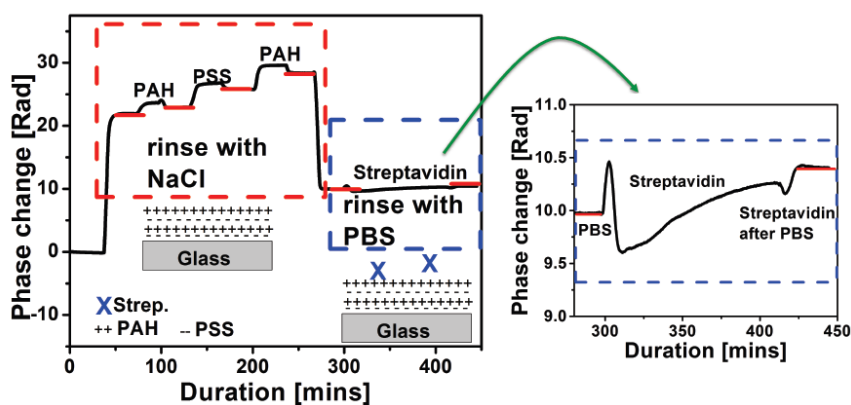 Phase change [Rad]
30
20
10
0
-10
PAH
PSS
PAH
rinse with
NaCl
Streptavidin
rinse with
PBS
++++++++++++++
--------------
++++++++++++++
--------------
Glass
X Strep.
++ PAH
-- PSS
X X
++++++++++++++
--------------
++++++++++++++
--------------
Glass
0 100 200 300 400
Duration [mins]
Phase change [Rad]
11.0
10.5
10.0
9.5
9.0
Streptavidin
PBS
Streptavidin
after PBS
300 350 400 450
Duration [mins]